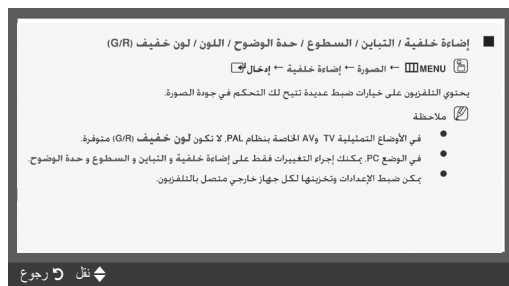 إضاءة خلفية / التباين / السطوع / حدة الوضوح / اللون / لون خفيف (G/R)
MENU ← الصورة ← إضاءة خلفية ← إدخال
يحتوي التلفزيون على خيارات ضبط عديدة تتيح لك التحكم في جودة الصورة.
ملاحظة
في الأوضاع التمثيلية TV وAV الخاصة بنظام PAL، لا تكون لون خفيف (G/R) متوفرة.
في الوضع PC، يمكنك إجراء التغييرات فقط على إضاءة خلفية و التباين و السطوع و حدة الوضوح.
يمكن ضبط الإعدادات وتخزينها لكل جهاز خارجي متصل بالتلفزيون.
نقل رجوع